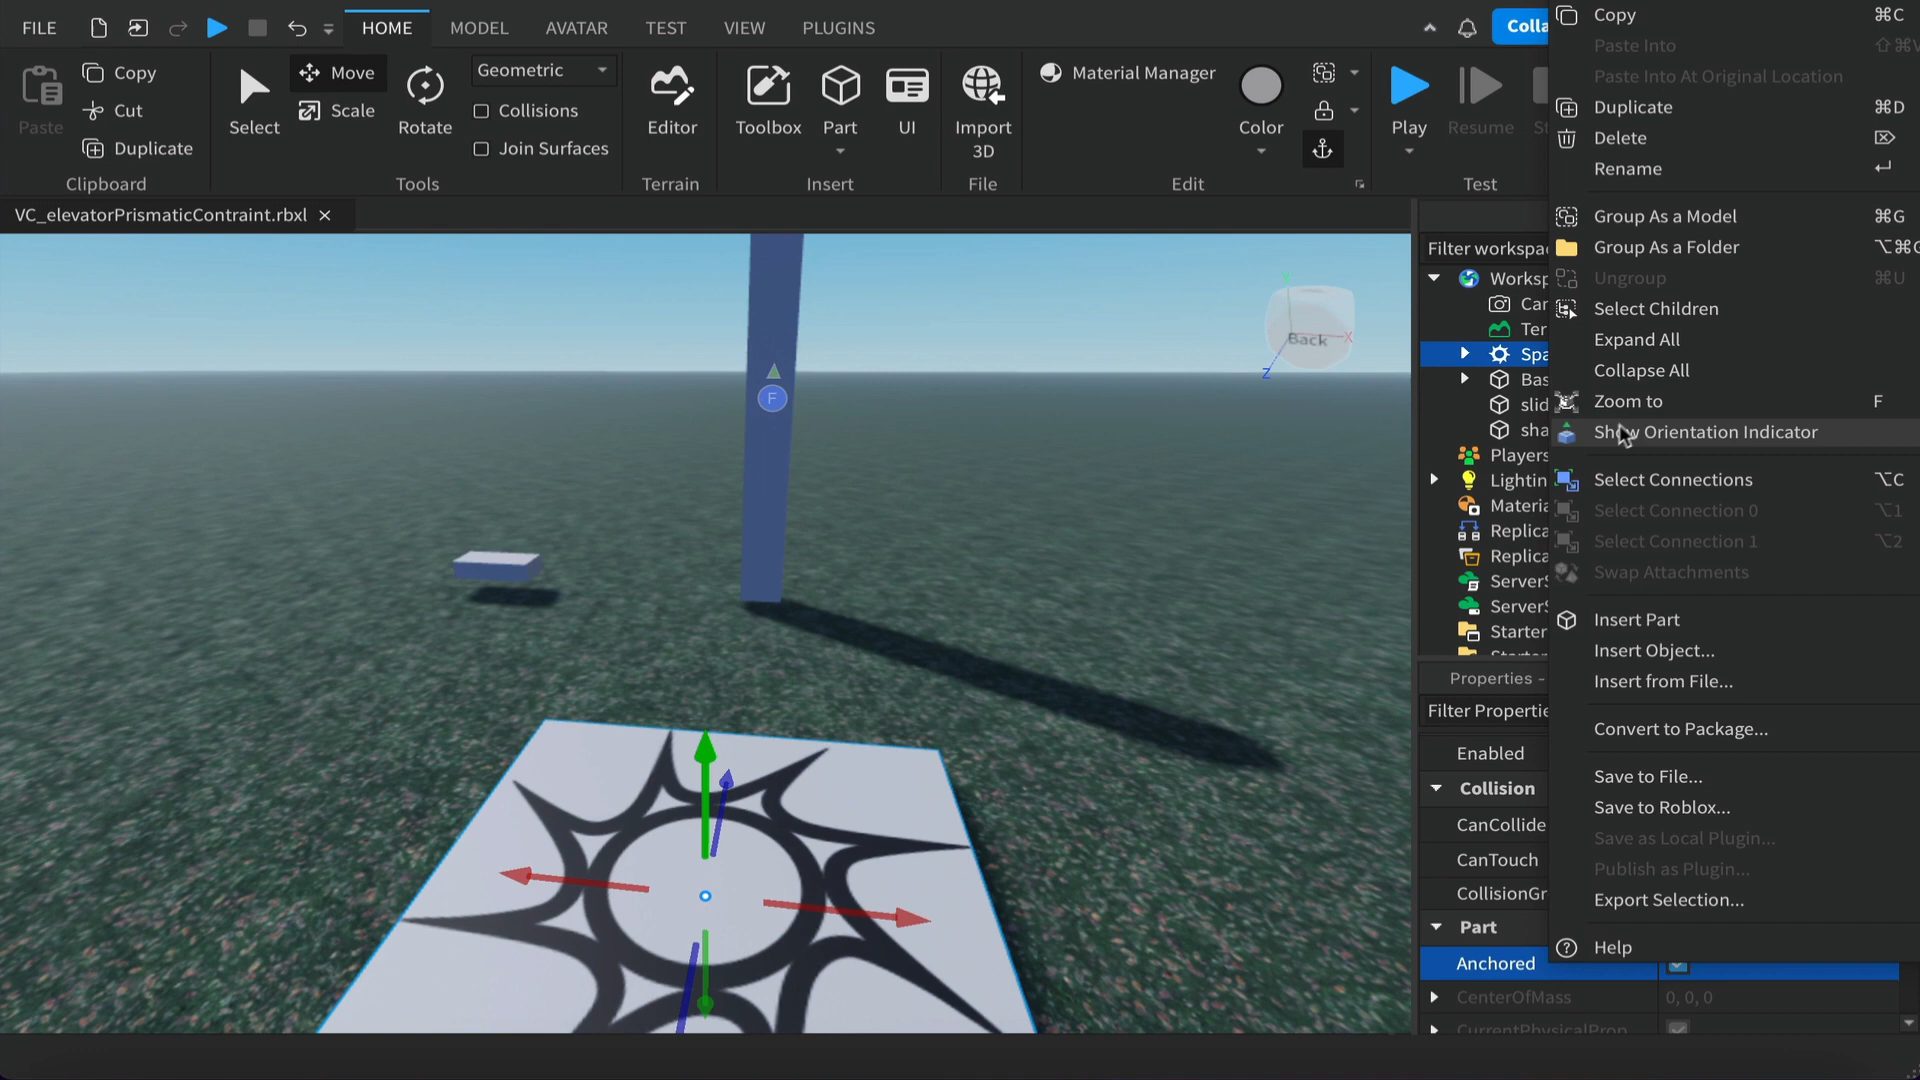 FILE HOME MODEL AVATAR TEST VIEW PLUGINS
Colla
Paste
Copy
Cut
Duplicate
Clipboard
Select
Move
Scale
Rotate
Geometric
Collisions
Join Surfaces
Tools
Editor
Terrain
Toolbox
Part
UI
Insert
Import
3D
File
Material Manager
Color
Edit
Play
Resume
St
Test
VC_elevatorPrismaticContraint.rbxl
F
Y
Back
X
Z
Filter workspac
Worksp
Can
Ter
Spa
Bas
slid
sha
Players
Lightin
Materia
Replica
Replica
ServerS
ServerS
Starter
Properties -
Filter Propertie
Enabled
Collision
CanCollide
CanTouch
CollisionGr
Part
Anchored
CenterOfMass 0, 0, 0
CurrentPhysicalProp
Copy ⌘C
Paste Into ⇧⌘V
Paste Into At Original Location
Duplicate ⌘D
Delete ⌦
Rename ↵
Group As a Model ⌘G
Group As a Folder ⌥⌘G
Ungroup ⌘U
Select Children
Expand All
Collapse All
Zoom to F
Show Orientation Indicator
Select Connections ⌥C
Select Connection 0 ⌥1
Select Connection 1 ⌥2
Swap Attachments
Insert Part
Insert Object...
Insert from File...
Convert to Package...
Save to File...
Save to Roblox...
Save as Local Plugin...
Publish as Plugin...
Export Selection...
Help